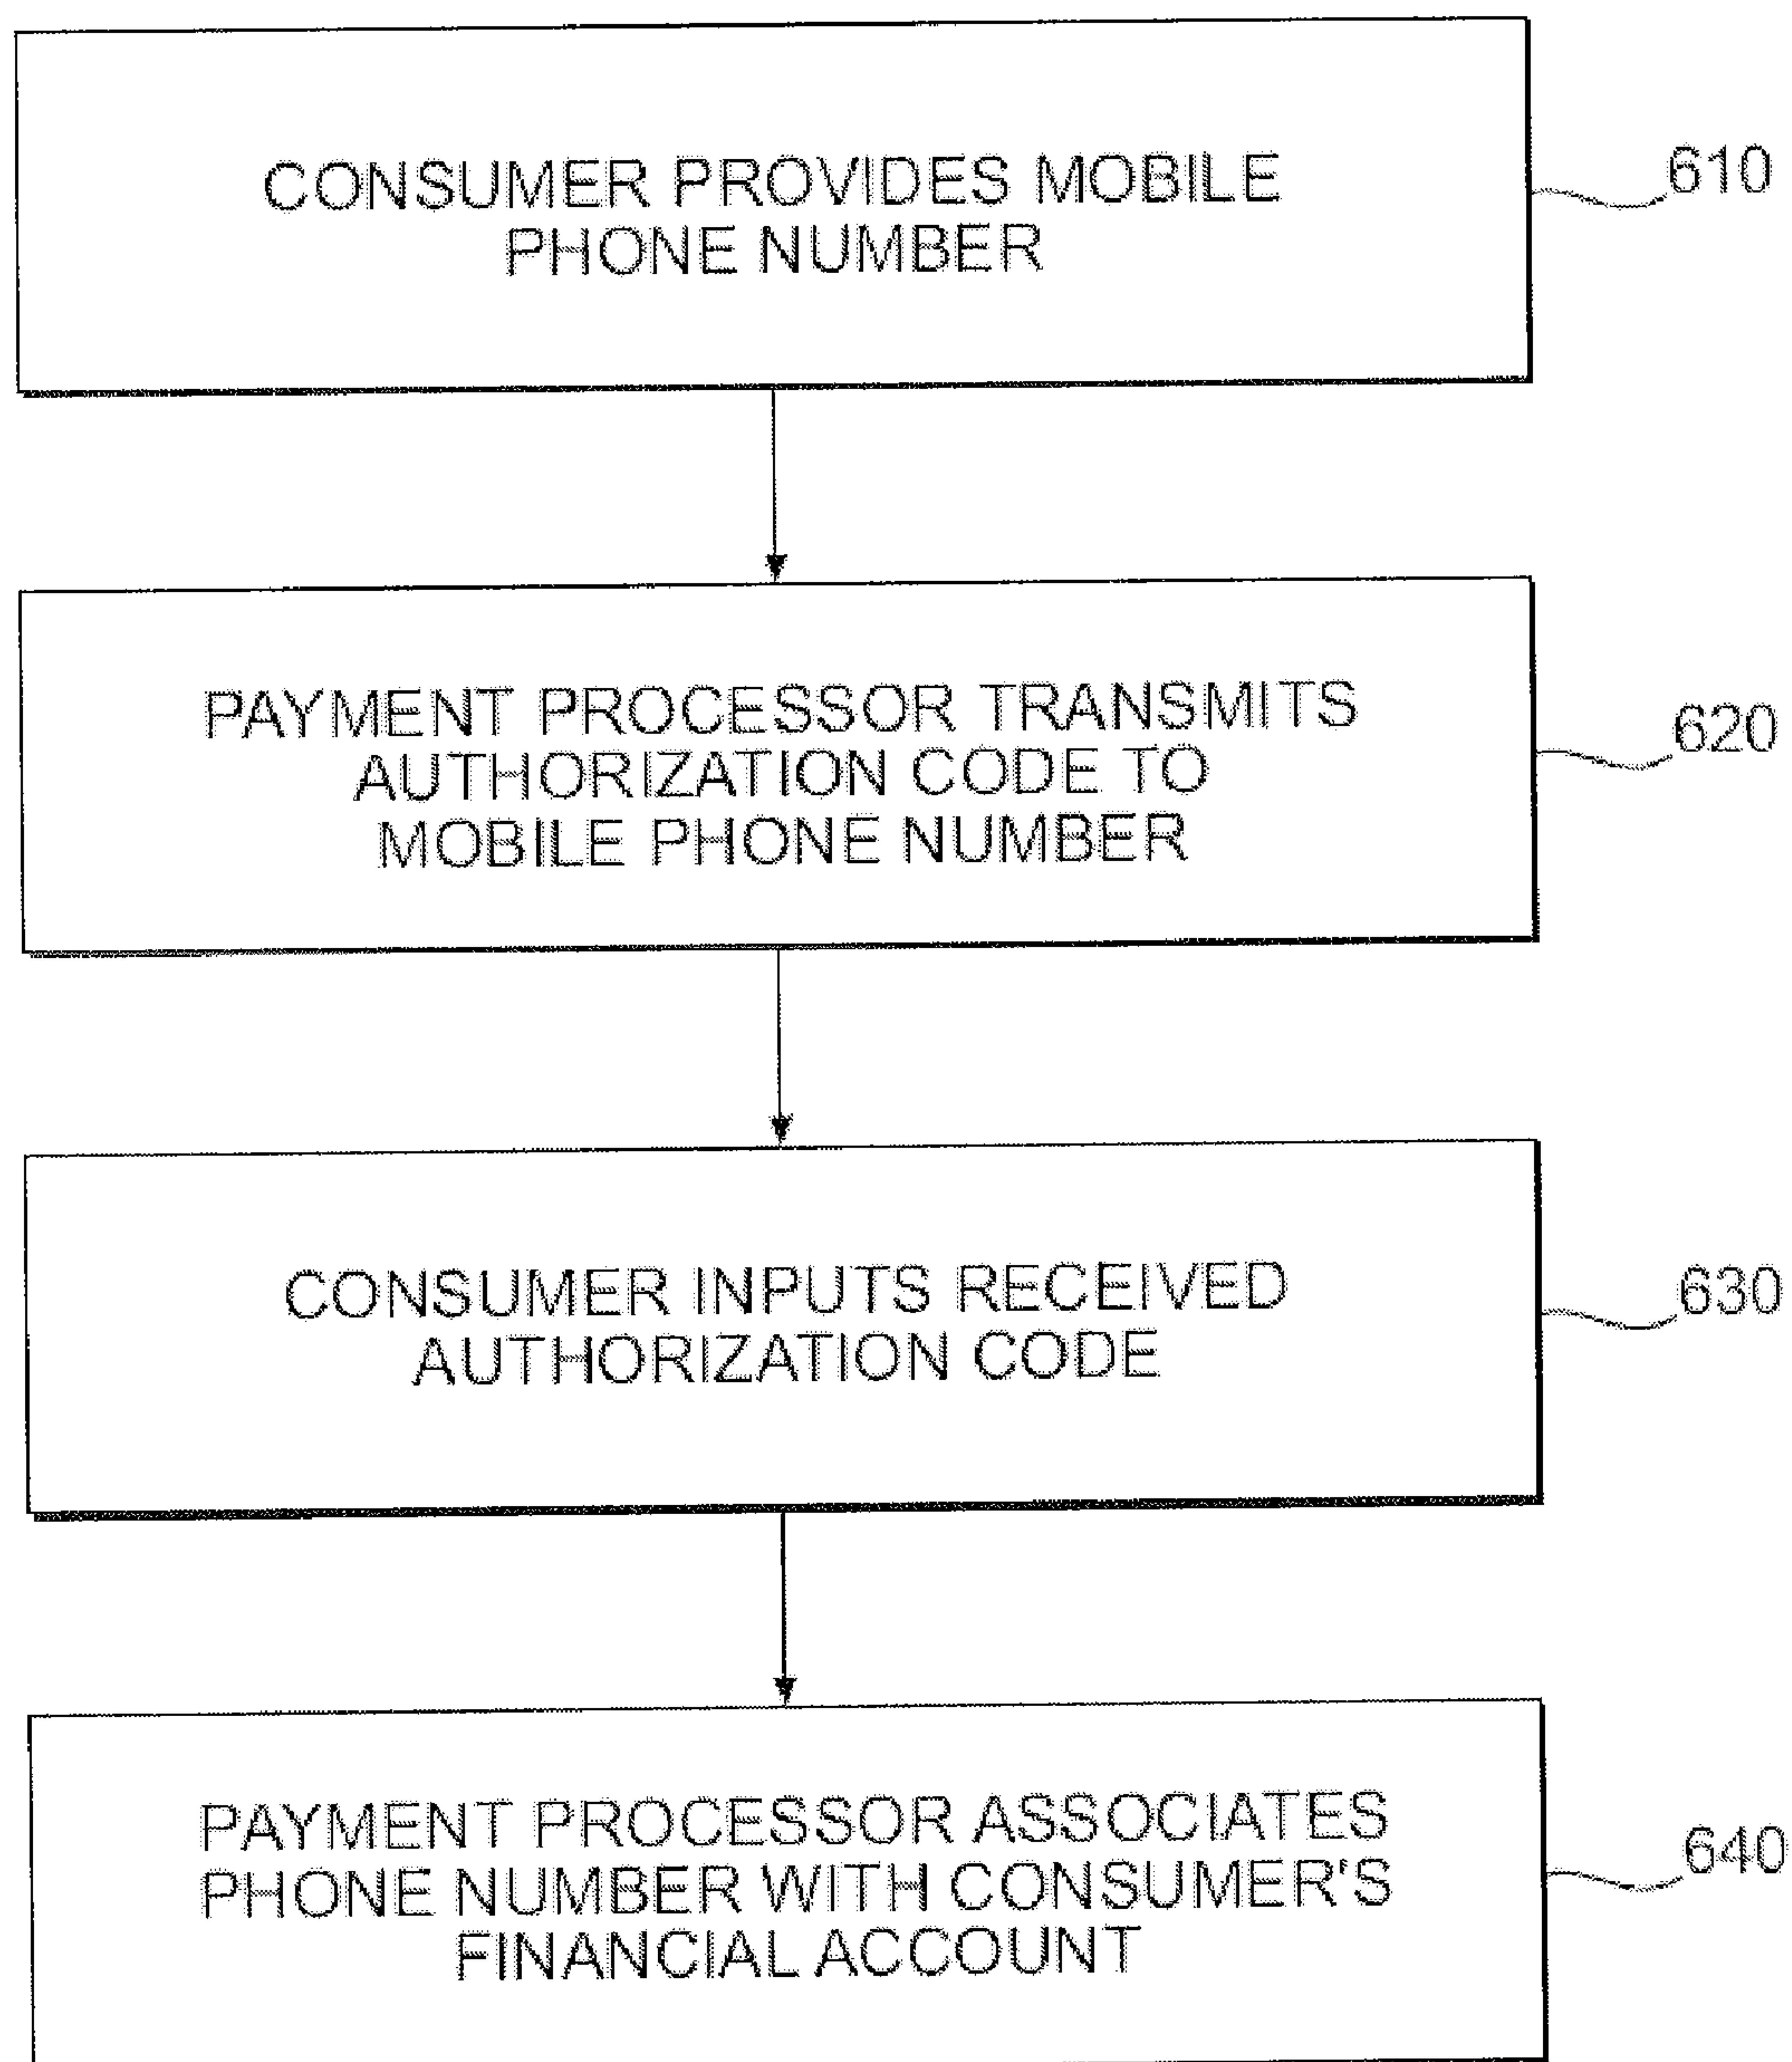 CONSUMER PROVIDES MOBILE
PHONE NUMBER
610
PAYMENT PROCESSOR TRANSMITS
AUTHORIZATION CODE TO
MOBILE PHONE NUMBER
620
CONSUMER INPUTS RECEIVED
AUTHORIZATION CODE
630
PAYMENT PROCESSOR ASSOCIATES
PHONE NUMBER WITH CONSUMER'S
FINANCIAL ACCOUNT
640